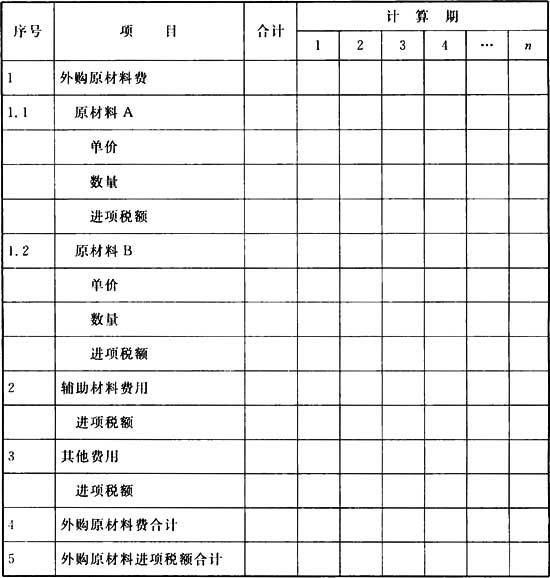 序号 项 目 合计 计 算 期
1 2 3 4 … n
1 外购原材料费
1.1 原材料 A
单价
数量
进项税额
1.2 原材料 B
单价
数量
进项税额
2 辅助材料费用
进项税额
3 其他费用
进项税额
4 外购原材料费合计
5 外购原材料进项税额合计